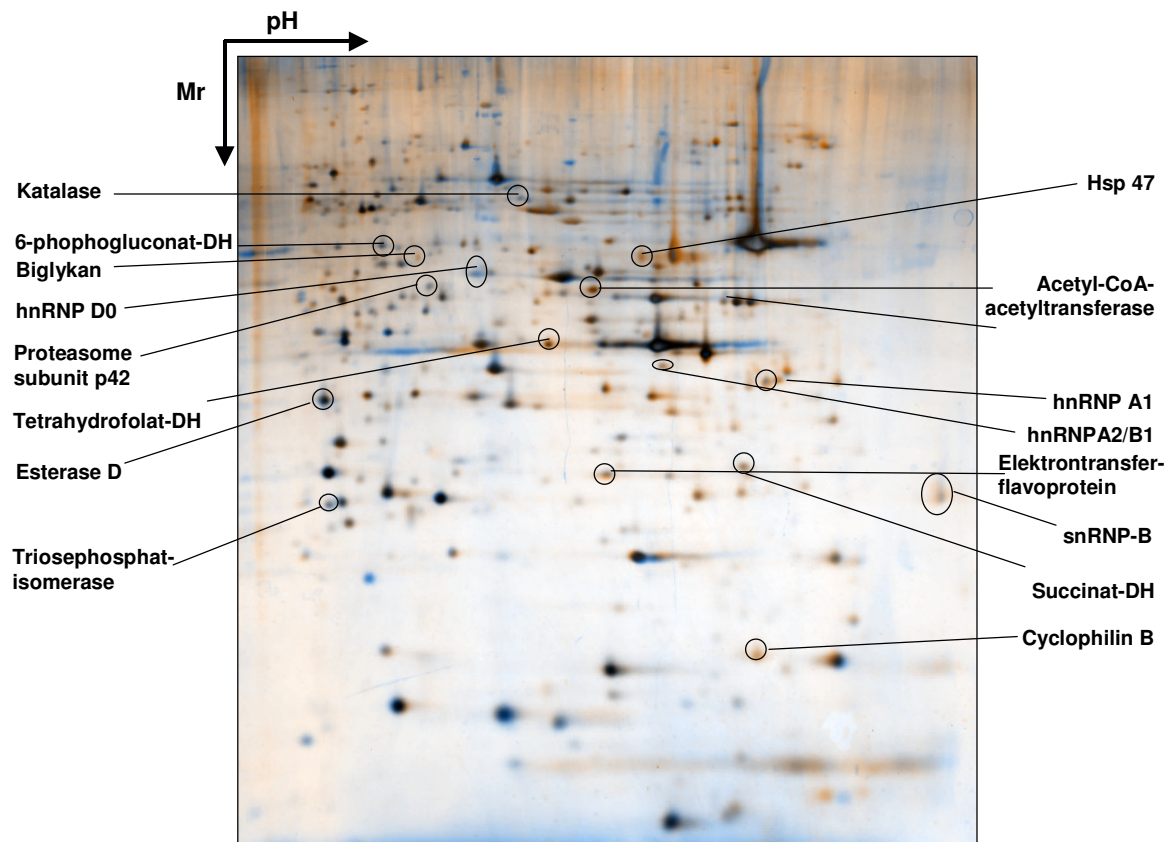 pH
Mr
Katalase
6-phophogluconat-DH
Biglykan
hnRNP D0
Proteasome
subunit p42
Tetrahydrofolat-DH
Esterase D
Triosephosphat-
isomerase
Hsp 47
Acetyl-CoA-
acetyltransferase
hnRNP A1
hnRNPA2/B1
Elektrontransfer-
flavoprotein
snRNP-B
Succinat-DH
Cyclophilin B